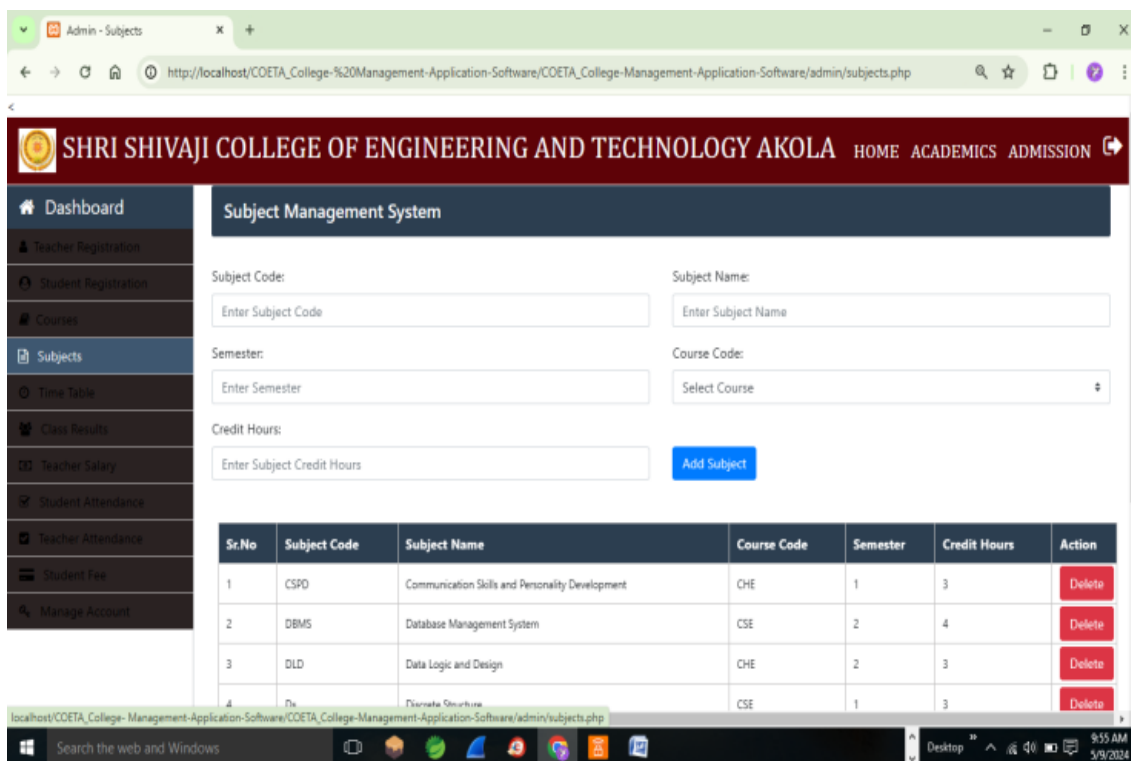 Admin - Subjects
http://localhost/COETA_College-%20Management-Application-Software/COETA_College-Management-Application-Software/admin/subjects.php
<
SHRI SHIVAJI COLLEGE OF ENGINEERING AND TECHNOLOGY AKOLA HOME ACADEMICS ADMISSION
Dashboard
Teacher Registration
Student Registration
Courses
Subjects
Time Table
Class Results
Teacher Salary
Student Attendance
Teacher Attendance
Student Fee
Manage Account
Subject Management System
Subject Code: Subject Name:
Enter Subject Code Enter Subject Name
Semester: Course Code:
Enter Semester Select Course
Credit Hours:
Enter Subject Credit Hours Add Subject
Sr.No Subject Code Subject Name Course Code Semester Credit Hours Action
1 CSPD Communication Skills and Personality Development CHE 1 3 Delete
2 DBMS Database Management System CSE 2 4 Delete
3 DLD Data Logic and Design CHE 2 3 Delete
4 Ds Discrete Structure CSE 1 3 Delete
localhost/COETA_College- Management-Application-Software/COETA_College-Management-Application-Software/admin/subjects.php
Search the web and Windows Desktop 9:55 AM
5/9/2024